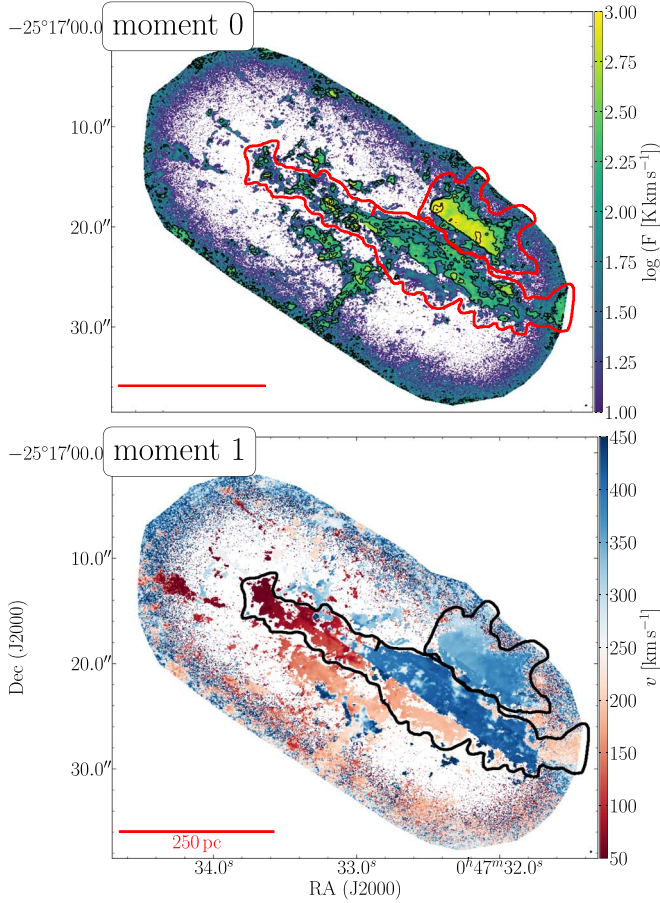 moment 0
−25°17′00.0
10.0″
20.0″
30.0″
3.00
2.75
2.50
2.25
2.00
1.75
1.50
1.25
1.00
log (F [K km s⁻¹])
moment 1
−25°17′00.0
10.0″
20.0″
30.0″
Dec (J2000)
250 pc
34.0ˢ
33.0ˢ
0ʰ47ᵐ32.0ˢ
RA (J2000)
450
400
350
300
250
200
150
100
50
v [km s⁻¹]